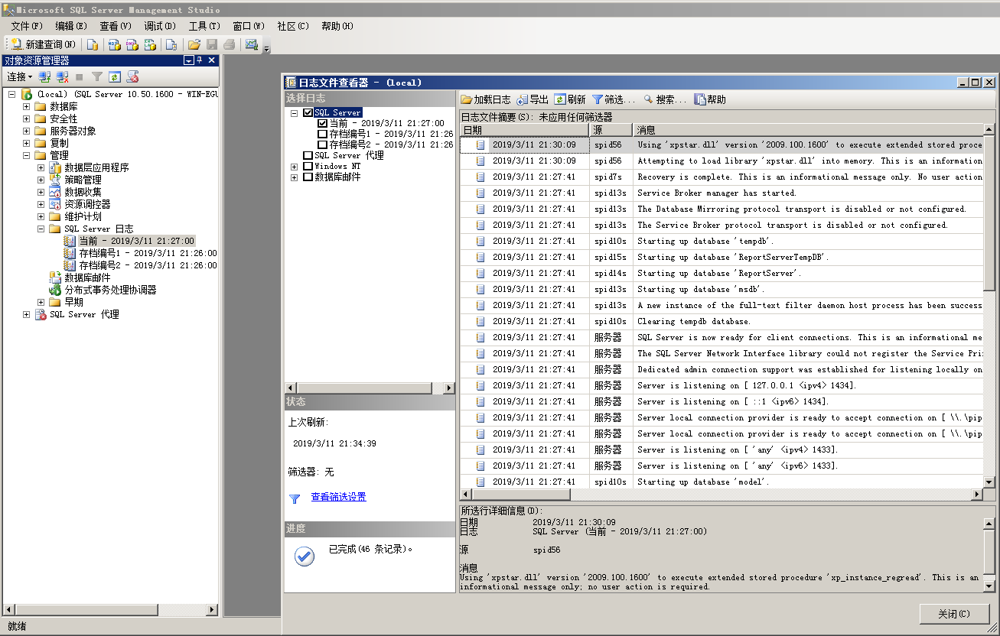 Microsoft SQL Server Management Studio
文件(F) 编辑(E) 查看(V) 调试(D) 工具(T) 窗口(W) 社区(C) 帮助(H)
新建查询(N)
对象资源管理器
连接
(local) (SQL Server 10.50.1600 - WIN-EGU
数据库
安全性
服务器对象
复制
管理
数据层应用程序
策略管理
数据收集
资源调控器
维护计划
SQL Server 日志
当前 - 2019/3/11 21:27:00
存档编号1 - 2019/3/11 21:26:00
存档编号2 - 2019/3/11 21:26:00
数据库邮件
分布式事务处理协调器
早期
SQL Server 代理
就绪
日志文件查看器 - (local)
选择日志
SQL Server
当前 - 2019/3/11 21:27:00
存档编号1 - 2019/3/11 21:26
存档编号2 - 2019/3/11 21:26
SQL Server 代理
Windows NT
数据库邮件
状态
上次刷新:
2019/3/11 21:34:39
筛选器: 无
查看筛选设置
进度
已完成(46 条记录)。
加载日志 导出 刷新 筛选... 搜索... 帮助
日志文件摘要(S): 未应用任何筛选器
日期 源 消息
2019/3/11 21:30:09 spid56 Using 'xpstar.dll' version '2009.100.1600' to execute extended stored proce
2019/3/11 21:30:09 spid56 Attempting to load library 'xpstar.dll' into memory. This is an information
2019/3/11 21:27:41 spid7s Recovery is complete. This is an informational message only. No user action
2019/3/11 21:27:41 spid13s Service Broker manager has started.
2019/3/11 21:27:41 spid13s The Database Mirroring protocol transport is disabled or not configured.
2019/3/11 21:27:41 spid13s The Service Broker protocol transport is disabled or not configured.
2019/3/11 21:27:41 spid10s Starting up database 'tempdb'.
2019/3/11 21:27:41 spid15s Starting up database 'ReportServerTempDB'.
2019/3/11 21:27:41 spid14s Starting up database 'ReportServer'.
2019/3/11 21:27:41 spid13s Starting up database 'msdb'.
2019/3/11 21:27:41 spid13s A new instance of the full-text filter daemon host process has been success
2019/3/11 21:27:41 spid10s Clearing tempdb database.
2019/3/11 21:27:41 服务器 SQL Server is now ready for client connections. This is an informational me
2019/3/11 21:27:41 服务器 The SQL Server Network Interface library could not register the Service Pri
2019/3/11 21:27:41 服务器 Dedicated admin connection support was established for listening locally on
2019/3/11 21:27:41 服务器 Server is listening on [ 127.0.0.1 <ipv4> 1434].
2019/3/11 21:27:41 服务器 Server is listening on [ ::1 <ipv6> 1434].
2019/3/11 21:27:41 服务器 Server local connection provider is ready to accept connection on [ \\.\pip
2019/3/11 21:27:41 服务器 Server local connection provider is ready to accept connection on [ \\.\pip
2019/3/11 21:27:41 服务器 Server is listening on [ 'any' <ipv4> 1433].
2019/3/11 21:27:41 服务器 Server is listening on [ 'any' <ipv6> 1433].
2019/3/11 21:27:41 spid10s Starting up database 'model'.
所选行详细信息(D):
日期 2019/3/11 21:30:09
日志 SQL Server (当前 - 2019/3/11 21:27:00)
源 spid56
消息
Using 'xpstar.dll' version '2009.100.1600' to execute extended stored procedure 'xp_instance_regread'. This is an
informational message only; no user action is required.
关闭(C)